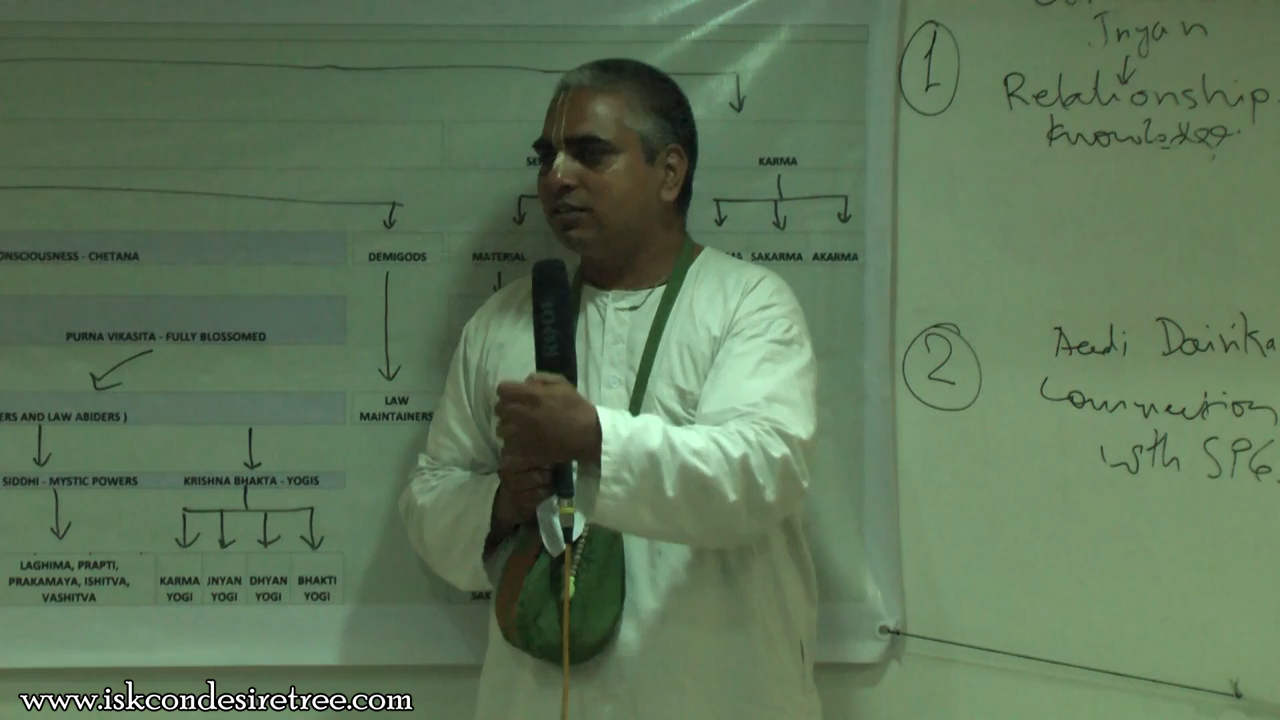 KARMA
SAKARMA AKARMA
CONSCIOUSNESS - CHETANA
DEMIGODS
MATERIAL
PURNA VIKASITA - FULLY BLOSSOMED
ERS AND LAW ABIDERS )
LAW
MAINTAINERS
SIDDHI - MYSTIC POWERS
KRISHNA BHAKTA - YOGIS
LAGHIMA, PRAPTI,
PRAKAMAYA, ISHITVA,
VASHITVA
KARMA
YOGI
JNYAN
YOGI
DHYAN
YOGI
BHAKTI
YOGI
1
Jnyan
Relationship
Knowledge.
2
Aadi Daivika
Connection
with SPG.
RODE
www.iskcondesiretree.com